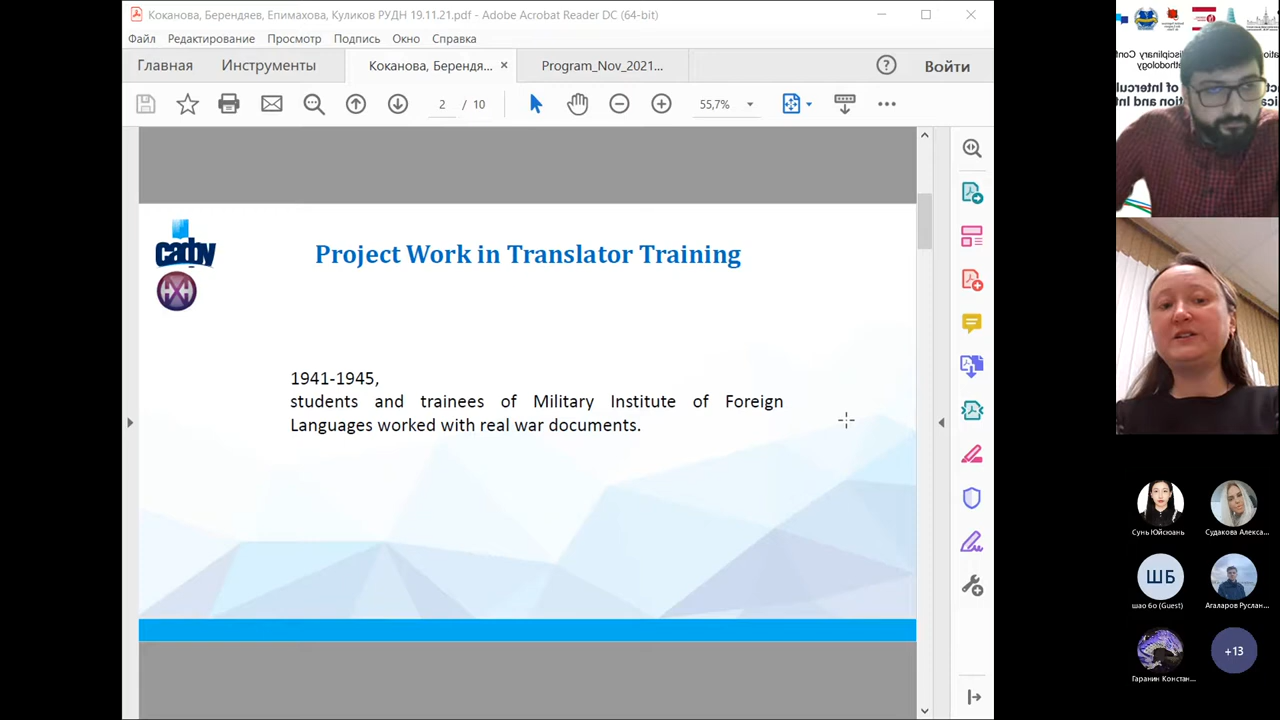 Коканова, Берендяев, Епимахова, Куликов РУДН 19.11.21.pdf - Adobe Acrobat Reader DC (64-bit)
Файл Редактирование Просмотр Подпись Окно Справка
Главная Инструменты Коканова, Берендя... × Program_Nov_2021... Войти
2 / 10 55,7%
сафу
Project Work in Translator Training
1941-1945,
students and trainees of Military Institute of Foreign
Languages worked with real war documents.
Сунь Юйсюань
Судакова Алекса...
ШБ
шао бо (Guest)
Агаларов Руслан...
Гаранин Констан...
+13